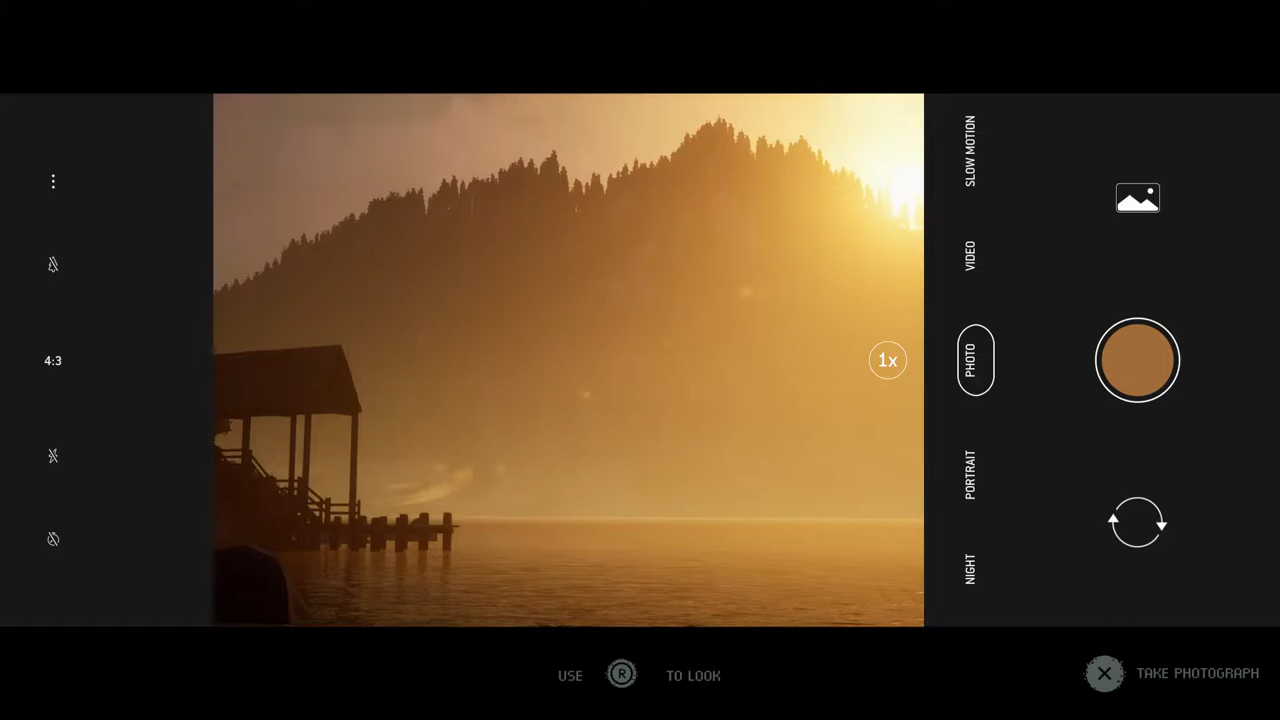 4:3
1x
SLOW MOTION
VIDEO
PHOTO
PORTRAIT
NIGHT
USE R TO LOOK
TAKE PHOTOGRAPH